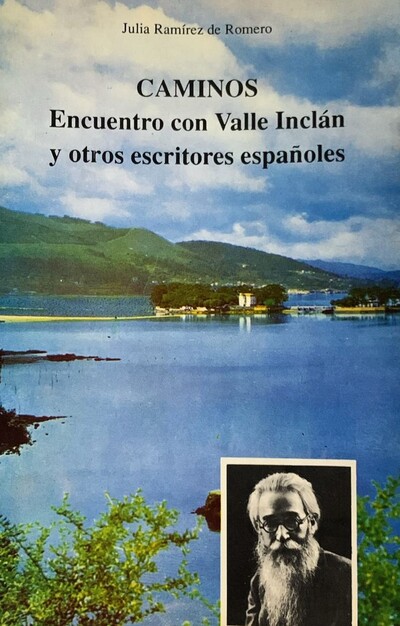 Julia Ramírez de Romero
CAMINOS
Encuentro con Valle Inclán
y otros escritores españoles